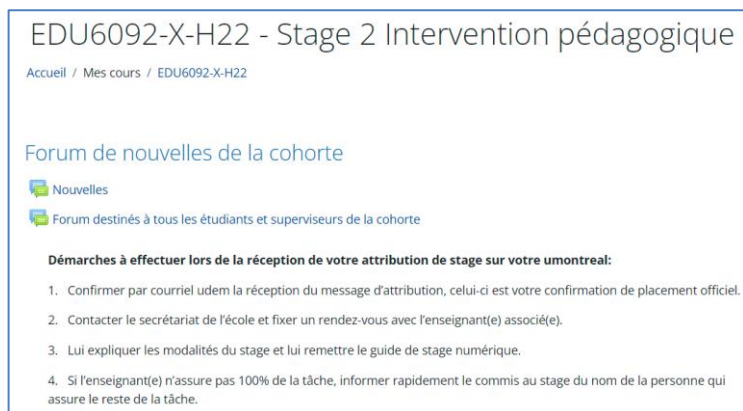 EDU6092-X-H22 - Stage 2 Intervention pédagogique
Accueil / Mes cours / EDU6092-X-H22
Forum de nouvelles de la cohorte
Nouvelles
Forum destinés à tous les étudiants et superviseurs de la cohorte
Démarches à effectuer lors de la réception de votre attribution de stage sur votre umontreal:
1. Confirmer par courriel udem la réception du message d'attribution, celui-ci est votre confirmation de placement officiel.
2. Contacter le secrétariat de l'école et fixer un rendez-vous avec l'enseignant(e) associé(e).
3. Lui expliquer les modalités du stage et lui remettre le guide de stage numérique.
4. Si l'enseignant(e) n'assure pas 100% de la tâche, informer rapidement le commis au stage du nom de la personne qui
assure le reste de la tâche.